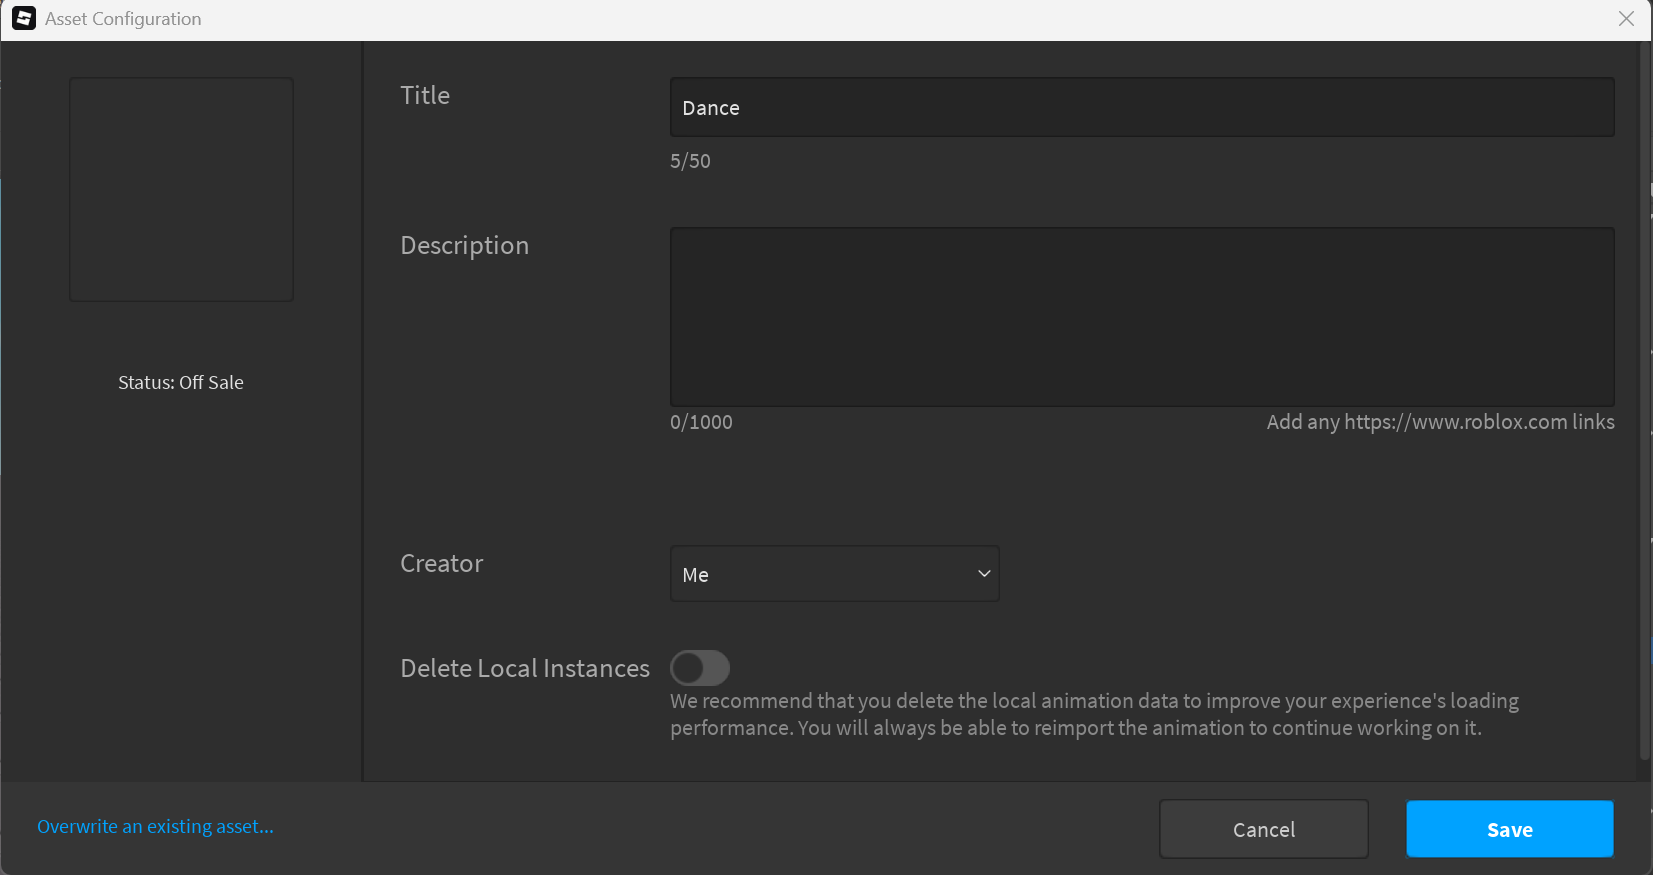 Asset Configuration
Title
Dance
5/50
Description
0/1000
Add any https://www.roblox.com links
Status: Off Sale
Creator
Me
Delete Local Instances
We recommend that you delete the local animation data to improve your experience's loading
performance. You will always be able to reimport the animation to continue working on it.
Overwrite an existing asset...
Cancel
Save